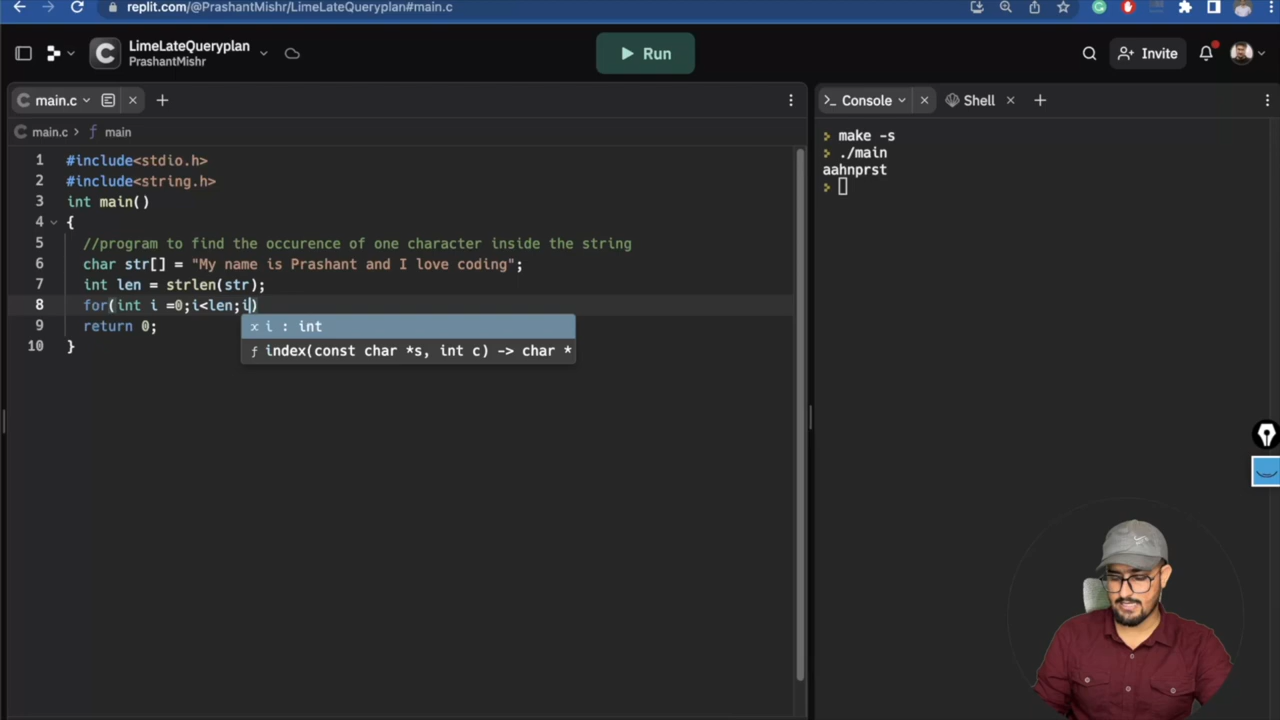 replit.com/@PrashantMishr/LimeLateQueryplan#main.c
C
LimeLateQueryplan
PrashantMishr
Run
Invite
main.c
Console
Shell
main.c > f main
1 #include<stdio.h>
2 #include<string.h>
3 int main()
4 {
5 //program to find the occurence of one character inside the string
6 char str[] = "My name is Prashant and I love coding";
7 int len = strlen(str);
8 for(int i =0;i<len;i)
x i : int
9 return 0;
f index(const char *s, int c) -> char *
10 }
make -s
./main
aahnprst